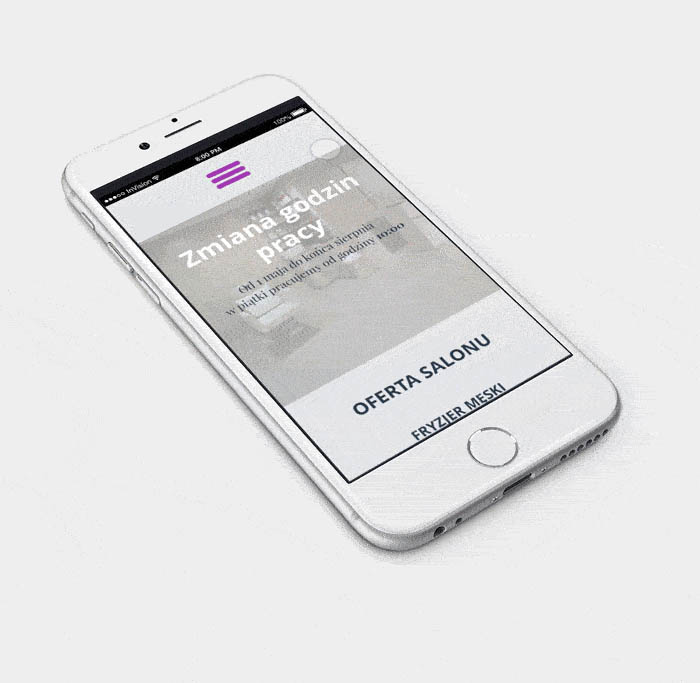 InVision 8:00 PM 100%
Zmiana godzin
pracy
Od 1 maja do końca sierpnia
w piątki pracujemy od godziny 10:00
OFERTA SALONU
FRYZJER MĘSKI